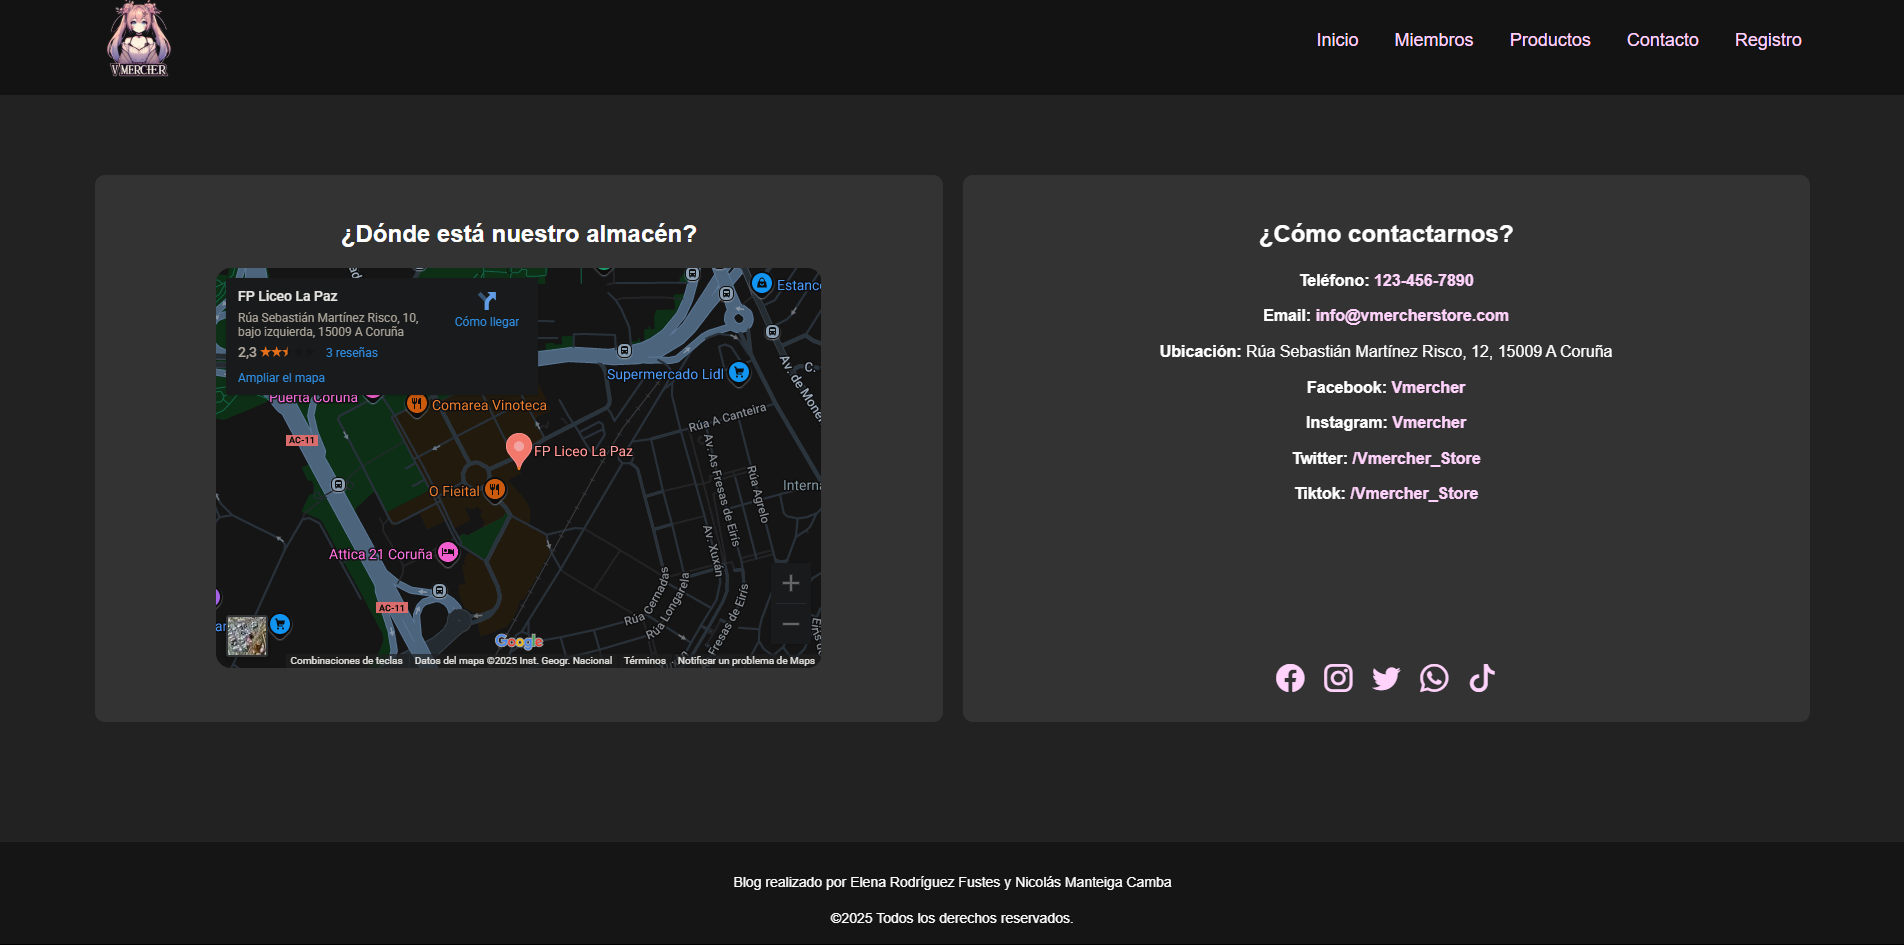 V'MERCHER
Inicio
Miembros
Productos
Contacto
Registro
¿Dónde está nuestro almacén?
FP Liceo La Paz
Rúa Sebastián Martínez Risco, 10,
bajo izquierda, 15009 A Coruña
Cómo llegar
2,3
3 reseñas
Ampliar el mapa
Estanco
Supermercado Lidl
C.
Av. de Monel
Puerta Coruña
Comarea Vinoteca
Rúa A Canteira
AC-11
FP Liceo La Paz
Av. As Fresas de Eirís
Rúa Agrelo
Interna
O Fieital
Av. Xuxán
Attica 21 Coruña
Rúa Cernadas
Rúa Longarela
Fresas de Eirís
AC-11
Google
Combinaciones de teclas
Datos del mapa ©2025 Inst. Geogr. Nacional
Términos
Notificar un problema de Maps
¿Cómo contactarnos?
Teléfono: 123-456-7890
Email: info@vmercherstore.com
Ubicación: Rúa Sebastián Martínez Risco, 12, 15009 A Coruña
Facebook: Vmercher
Instagram: Vmercher
Twitter: /Vmercher_Store
Tiktok: /Vmercher_Store
Blog realizado por Elena Rodríguez Fustes y Nicolás Manteiga Camba
©2025 Todos los derechos reservados.